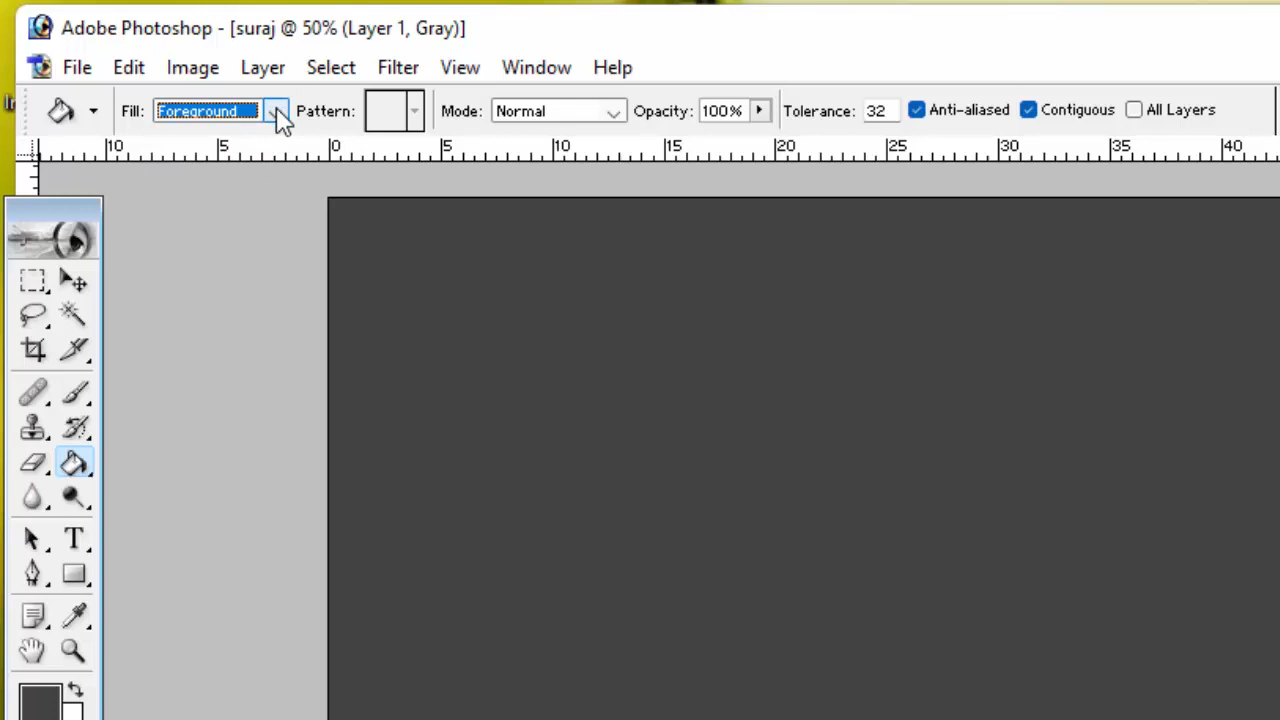 Adobe Photoshop - [suraj @ 50% (Layer 1, Gray)]
File Edit Image Layer Select Filter View Window Help
Fill: Foreground Pattern: Mode: Normal Opacity: 100% Tolerance: 32 Anti-aliased Contiguous All Layers
10 5 0 5 10 15 20 25 30 35 40
T